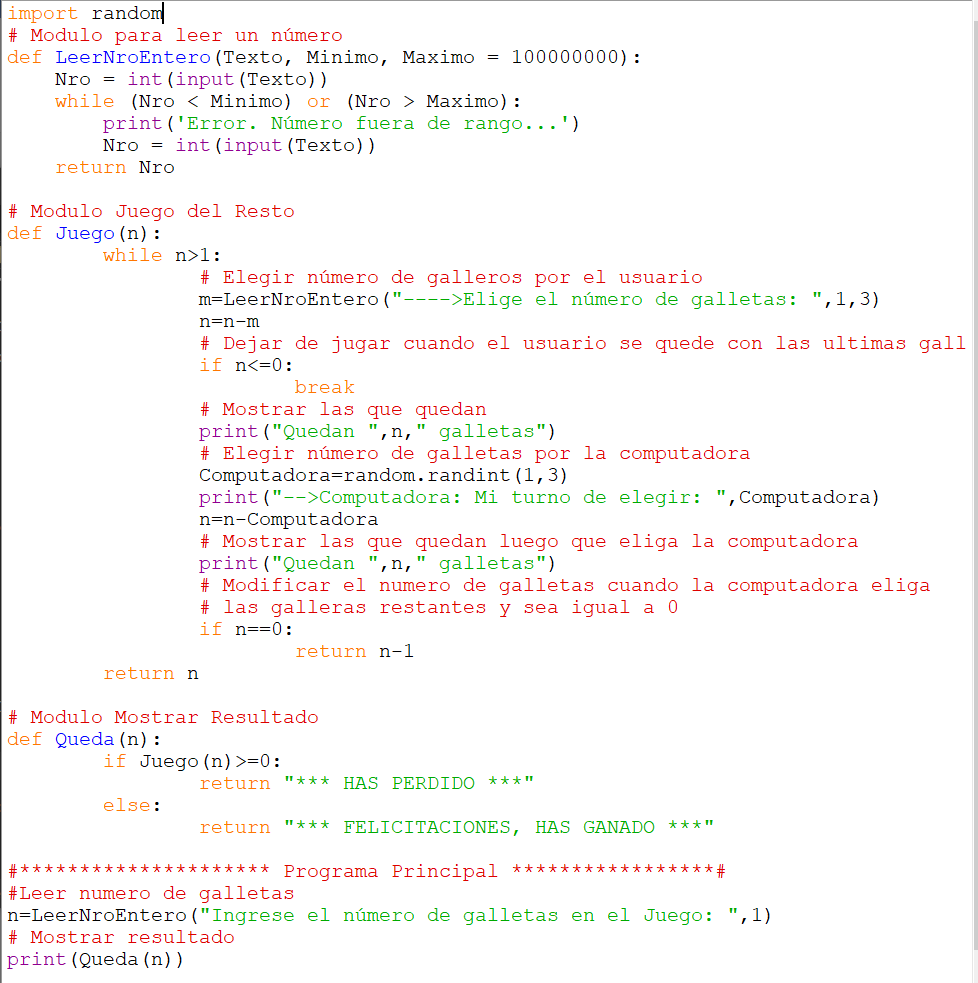 import random
# Modulo para leer un número
def LeerNroEntero(Texto, Minimo, Maximo = 100000000):
    Nro = int(input(Texto))
    while (Nro < Minimo) or (Nro > Maximo):
        print('Error. Número fuera de rango...')
        Nro = int(input(Texto))
    return Nro

# Modulo Juego del Resto
def Juego(n):
        while n>1:
                # Elegir número de galleros por el usuario
                m=LeerNroEntero("---->Elige el número de galletas: ",1,3)
                n=n-m
                # Dejar de jugar cuando el usuario se quede con las ultimas gall
                if n<=0:
                        break
                # Mostrar las que quedan
                print("Quedan ",n," galletas")
                # Elegir número de galletas por la computadora
                Computadora=random.randint(1,3)
                print("-->Computadora: Mi turno de elegir: ",Computadora)
                n=n-Computadora
                # Mostrar las que quedan luego que eliga la computadora
                print("Quedan ",n," galletas")
                # Modificar el numero de galletas cuando la computadora eliga
                # las galleras restantes y sea igual a 0
                if n==0:
                        return n-1
        return n

# Modulo Mostrar Resultado
def Queda(n):
        if Juego(n)>=0:
                return "*** HAS PERDIDO ***"
        else:
                return "*** FELICITACIONES, HAS GANADO ***"

#********************* Programa Principal *****************#
#Leer numero de galletas
n=LeerNroEntero("Ingrese el número de galletas en el Juego: ",1)
# Mostrar resultado
print(Queda(n))